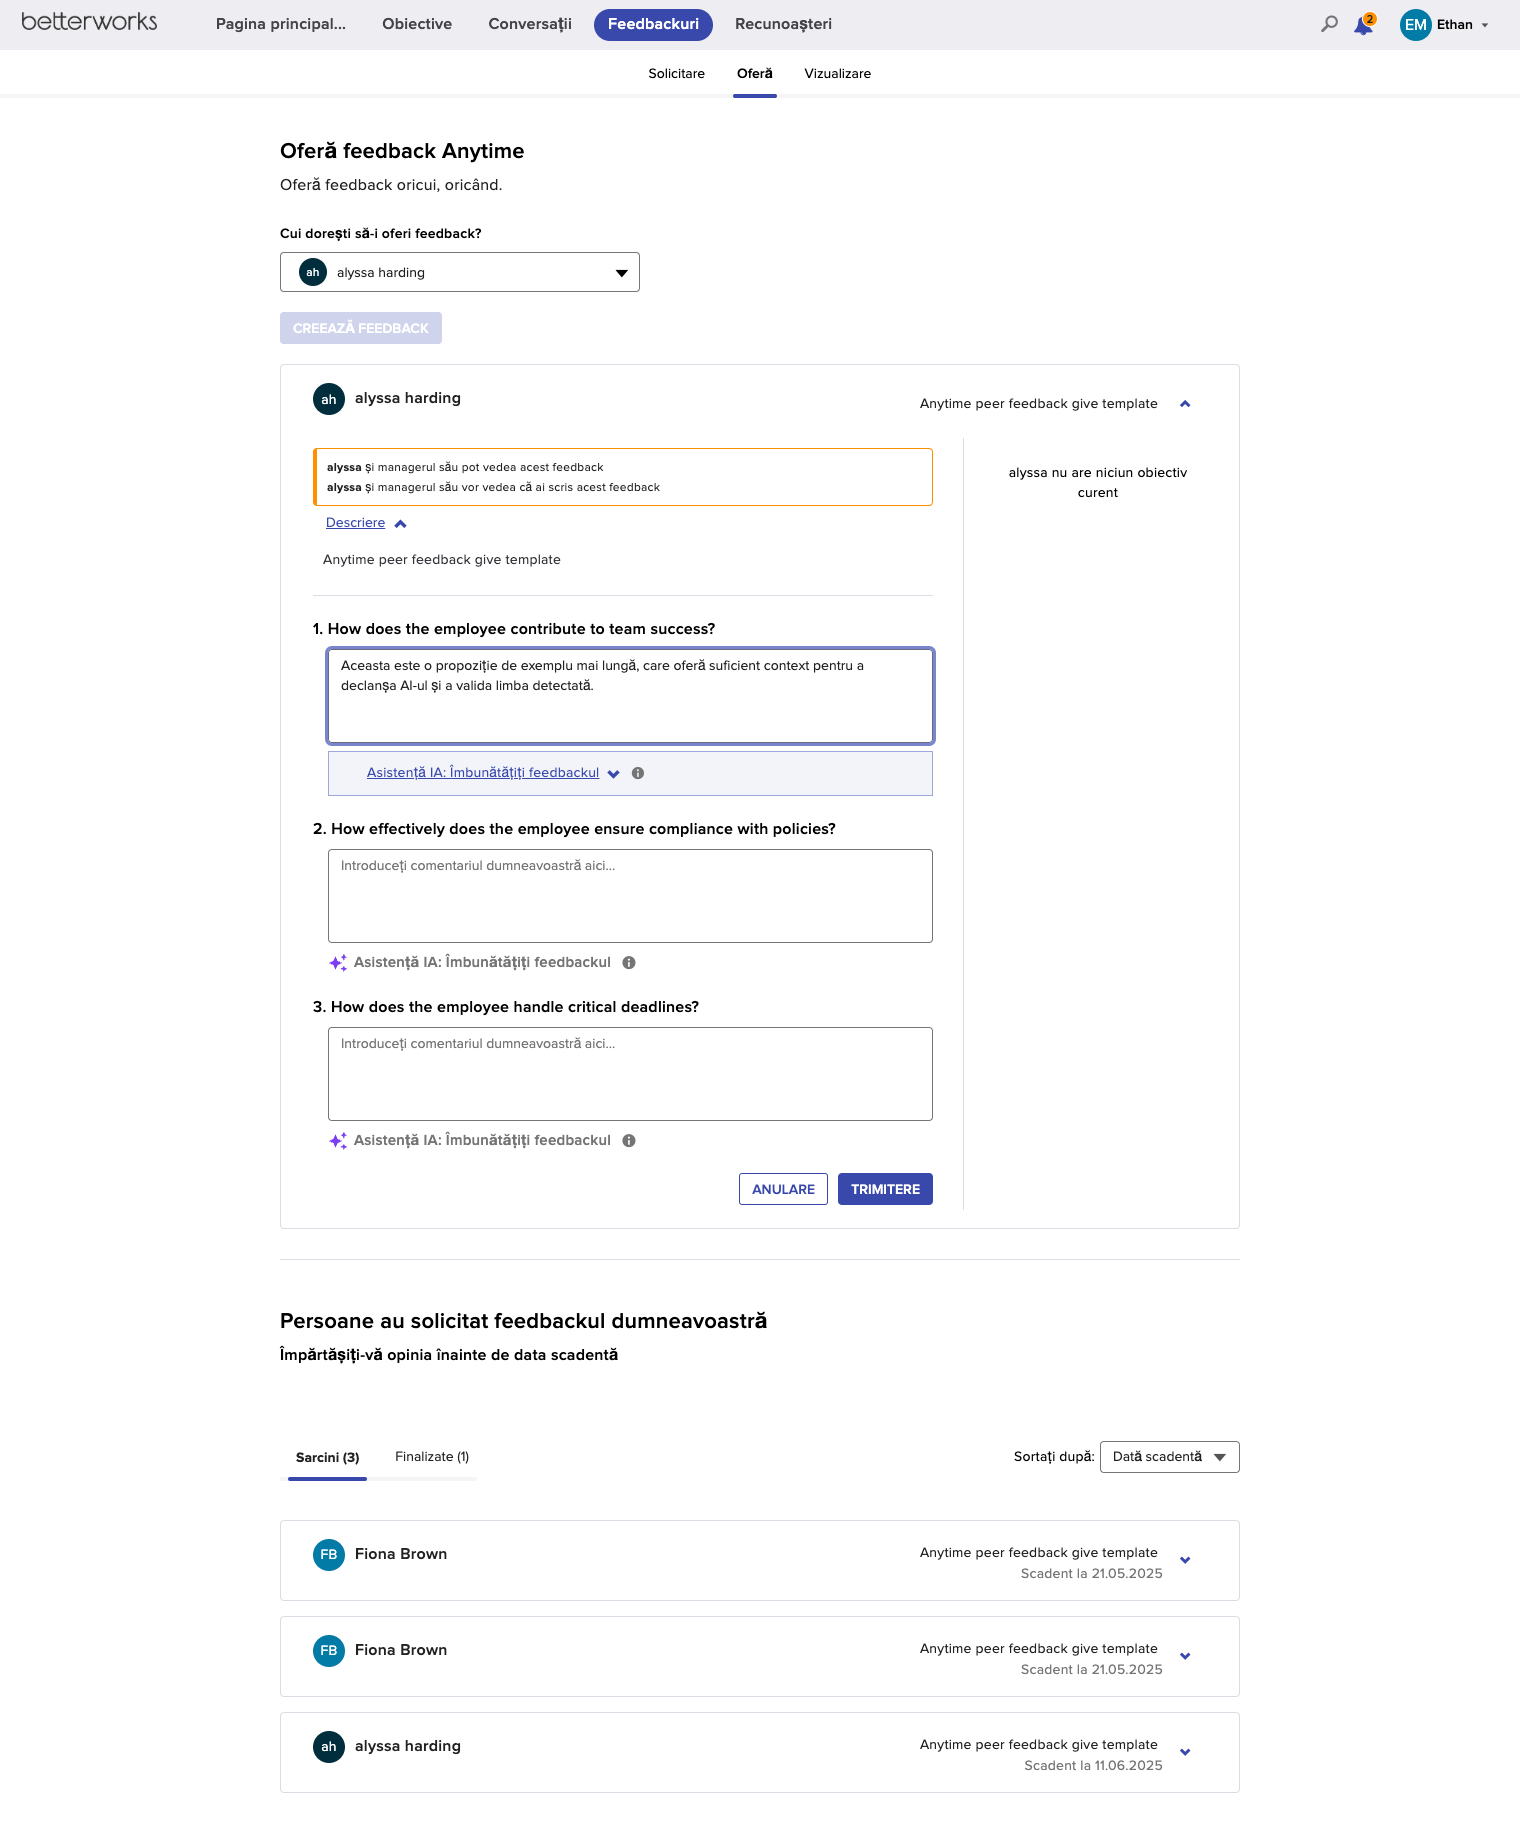 betterworks
Pagina principal...
Obiective
Conversații
Feedbackuri
Recunoașteri
2
EM
Ethan
Solicitare
Oferă
Vizualizare
Oferă feedback Anytime
Oferă feedback oricui, oricând.
Cui dorești să-i oferi feedback?
ah
alyssa harding
CREEAZĂ FEEDBACK
ah
alyssa harding
Anytime peer feedback give template
alyssa și managerul său pot vedea acest feedback
alyssa și managerul său vor vedea că ai scris acest feedback
Descriere
Anytime peer feedback give template
alyssa nu are niciun obiectiv
curent
1. How does the employee contribute to team success?
Aceasta este o propoziție de exemplu mai lungă, care oferă suficient context pentru a
declanșa AI-ul și a valida limba detectată.
Asistență IA: Îmbunătățiți feedbackul
2. How effectively does the employee ensure compliance with policies?
Introduceți comentariul dumneavoastră aici...
Asistență IA: Îmbunătățiți feedbackul
3. How does the employee handle critical deadlines?
Introduceți comentariul dumneavoastră aici...
Asistență IA: Îmbunătățiți feedbackul
ANULARE
TRIMITERE
Persoane au solicitat feedbackul dumneavoastră
Împărtășiți-vă opinia înainte de data scadentă
Sarcini (3)
Finalizate (1)
Sortați după:
Dată scadentă
FB
Fiona Brown
Anytime peer feedback give template
Scadent la 21.05.2025
FB
Fiona Brown
Anytime peer feedback give template
Scadent la 21.05.2025
ah
alyssa harding
Anytime peer feedback give template
Scadent la 11.06.2025